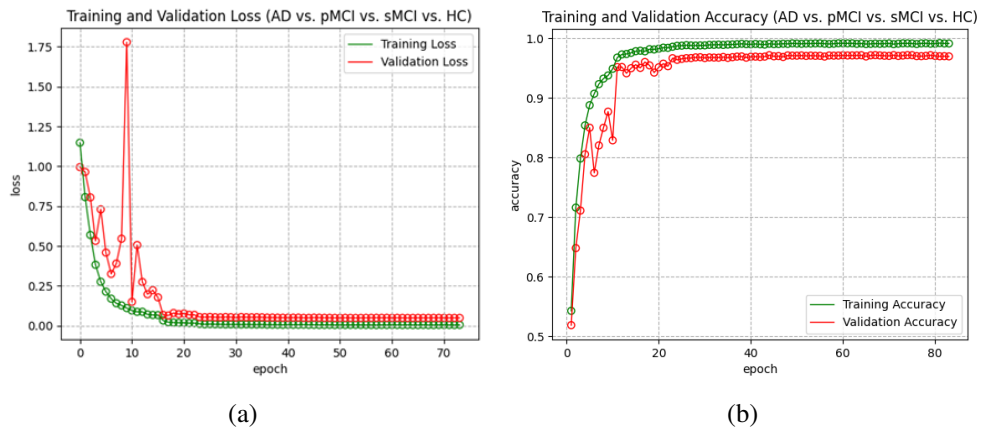 Training and Validation Loss (AD vs. pMCI vs. sMCI vs. HC)
1.75
1.50
1.25
1.00
0.75
0.50
0.25
0.00
loss
Training Loss
Validation Loss
0 10 20 30 40 50 60 70
epoch
(a)
Training and Validation Accuracy (AD vs. pMCI vs. sMCI vs. HC)
1.0
0.9
0.8
0.7
0.6
0.5
accuracy
Training Accuracy
Validation Accuracy
0 20 40 60 80
epoch
(b)